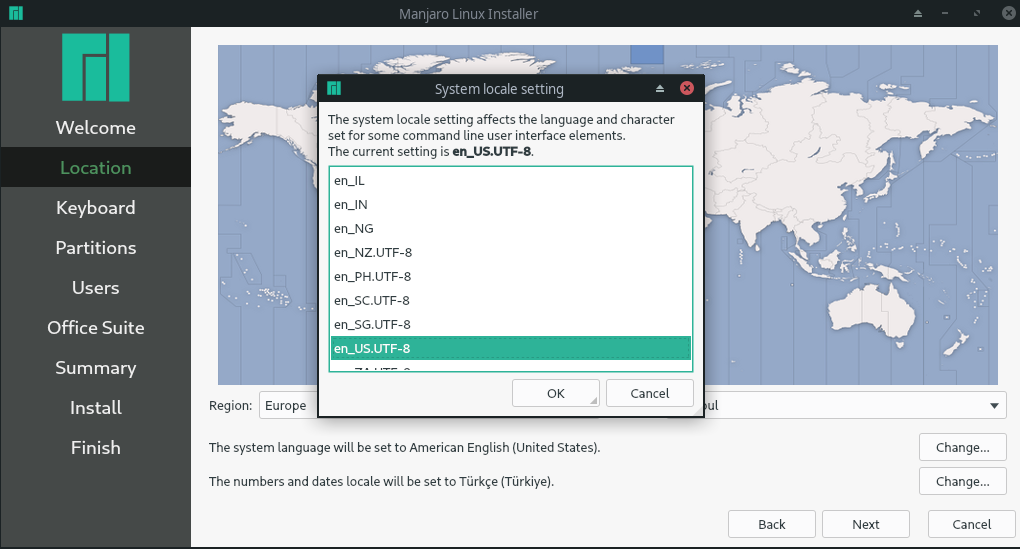 Manjaro Linux Installer
Welcome
Location
Keyboard
Partitions
Users
Office Suite
Summary
Install
Finish
System locale setting
The system locale setting affects the language and character
set for some command line user interface elements.
The current setting is en_US.UTF-8.
en_IL
en_IN
en_NG
en_NZ.UTF-8
en_PH.UTF-8
en_SC.UTF-8
en_SG.UTF-8
en_US.UTF-8
OK
Cancel
Region:
Europe
The system language will be set to American English (United States).
Change...
The numbers and dates locale will be set to Türkçe (Türkiye).
Change...
Back
Next
Cancel